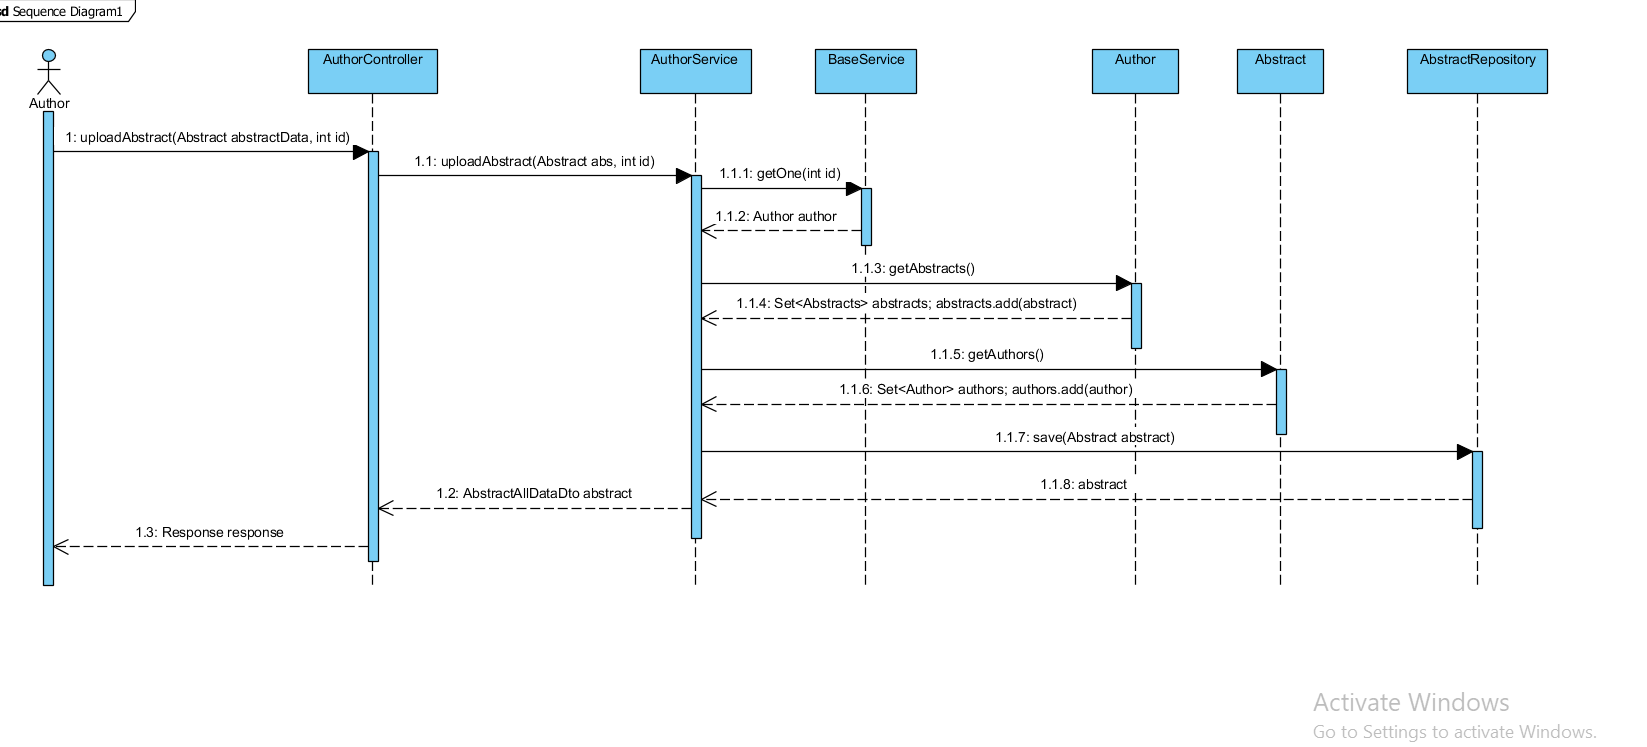 sd Sequence Diagram1
Author
AuthorController
AuthorService
BaseService
Author
Abstract
AbstractRepository
1: uploadAbstract(Abstract abstractData, int id)
1.1: uploadAbstract(Abstract abs, int id)
1.1.1: getOne(int id)
1.1.2: Author author
1.1.3: getAbstracts()
1.1.4: Set<Abstracts> abstracts; abstracts.add(abstract)
1.1.5: getAuthors()
1.1.6: Set<Author> authors; authors.add(author)
1.1.7: save(Abstract abstract)
1.1.8: abstract
1.2: AbstractAllDataDto abstract
1.3: Response response
Activate Windows
Go to Settings to activate Windows.